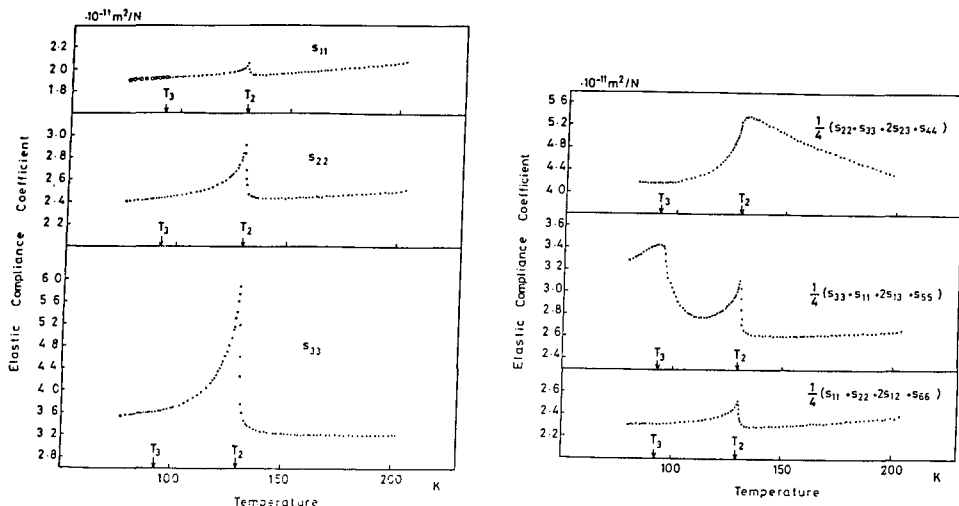 ·10⁻¹¹ m²/N
2.2
2.0
1.8
s₁₁
T₃
T₂
3.0
2.8
2.6
2.4
2.2
s₂₂
T₃
T₂
6.0
5.6
5.2
4.8
4.4
4.0
3.6
3.2
2.8
s₃₃
T₃
T₂
100
150
200
K
Temperature
Elastic Compliance Coefficient
·10⁻¹¹ m²/N
5.6
5.2
4.8
4.4
4.0
1/4 (s₂₂ + s₃₃ + 2s₂₃ + s₄₄)
T₃
T₂
3.4
3.2
3.0
2.8
2.6
2.4
1/4 (s₃₃ + s₁₁ + 2s₁₃ + s₅₅)
T₃
T₂
2.6
2.4
2.2
1/4 (s₁₁ + s₂₂ + 2s₁₂ + s₆₆)
T₃
T₂
100
150
200
K
Temperature
Elastic Compliance Coefficient